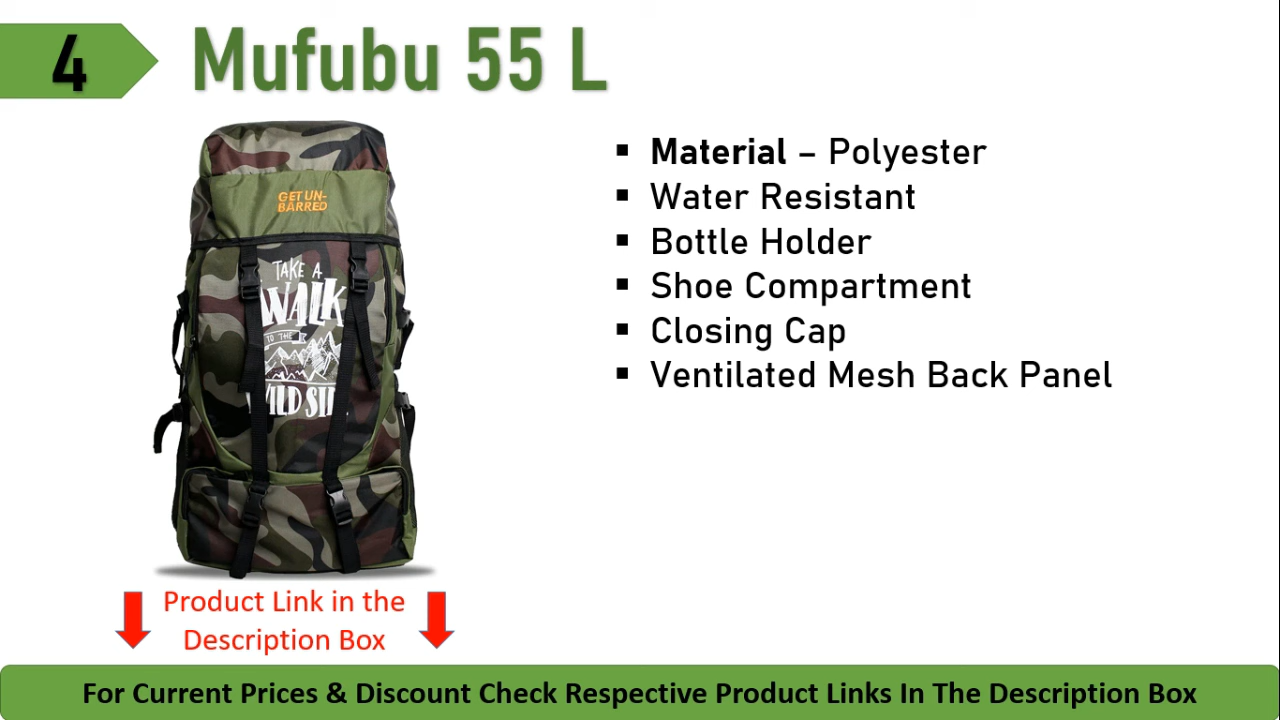 4
Mufubu 55 L
GET UN-
BARRED
TAKE A
WALK
TO THE
▪ Material – Polyester
▪ Water Resistant
▪ Bottle Holder
▪ Shoe Compartment
▪ Closing Cap
▪ Ventilated Mesh Back Panel
Product Link in the
Description Box
For Current Prices & Discount Check Respective Product Links In The Description Box